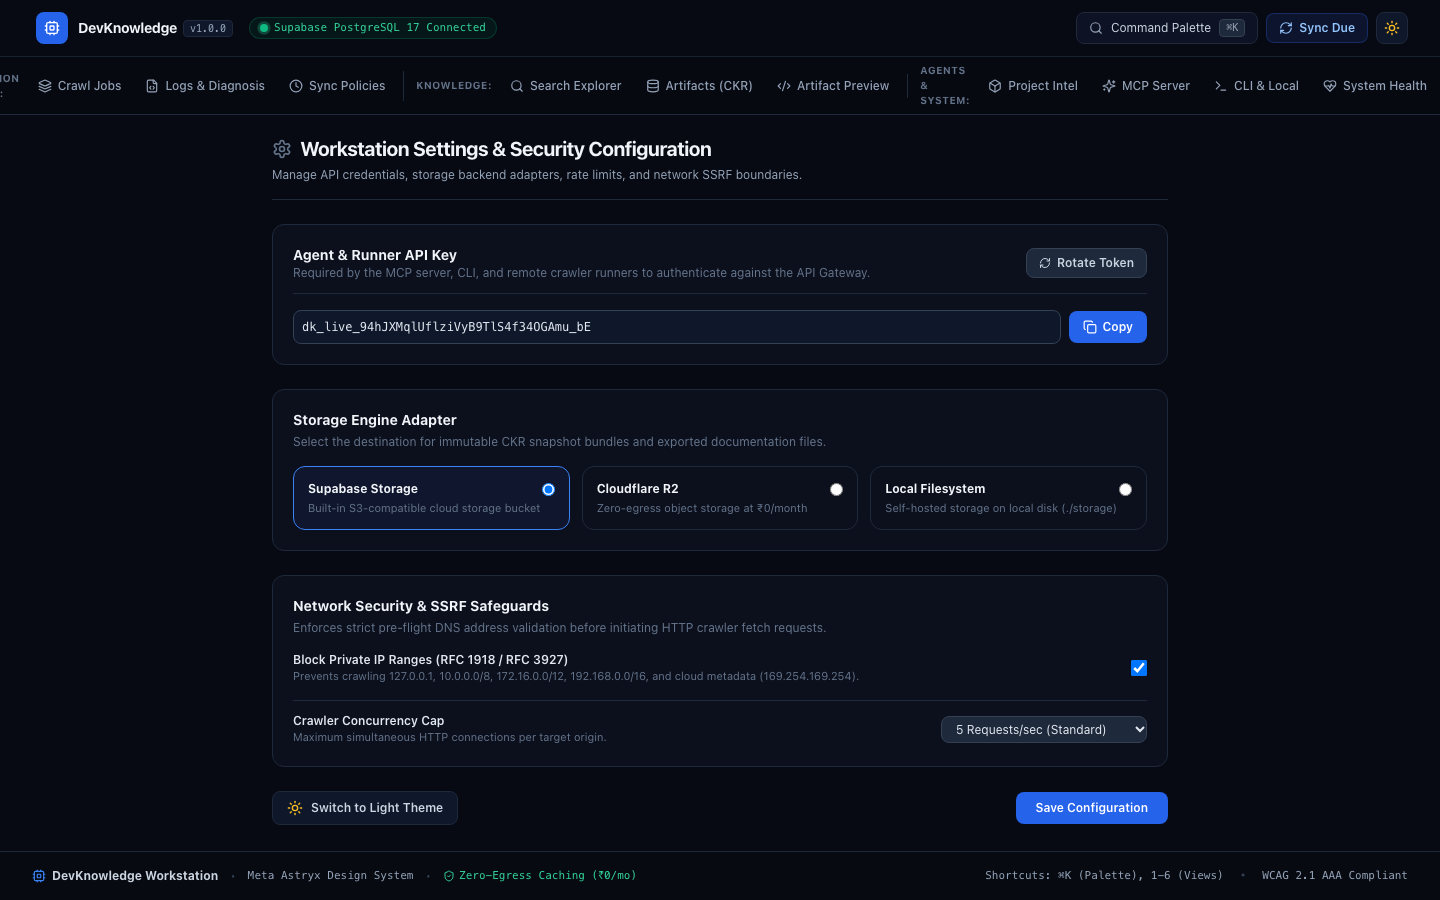 DevKnowledge v1.0.0 Supabase PostgreSQL 17 Connected Command Palette ⌘K Sync Due
ION : Crawl Jobs Logs & Diagnosis Sync Policies KNOWLEDGE: Search Explorer Artifacts (CKR) Artifact Preview AGENTS & SYSTEM: Project Intel MCP Server CLI & Local System Health
Workstation Settings & Security Configuration
Manage API credentials, storage backend adapters, rate limits, and network SSRF boundaries.
Agent & Runner API Key
Required by the MCP server, CLI, and remote crawler runners to authenticate against the API Gateway.
Rotate Token
dk_live_94hJXMqlUflziVyB9TlS4f34OGAmu_bE
Copy
Storage Engine Adapter
Select the destination for immutable CKR snapshot bundles and exported documentation files.
Supabase Storage
Built-in S3-compatible cloud storage bucket
Cloudflare R2
Zero-egress object storage at ₹0/month
Local Filesystem
Self-hosted storage on local disk (./storage)
Network Security & SSRF Safeguards
Enforces strict pre-flight DNS address validation before initiating HTTP crawler fetch requests.
Block Private IP Ranges (RFC 1918 / RFC 3927)
Prevents crawling 127.0.0.1, 10.0.0.0/8, 172.16.0.0/12, 192.168.0.0/16, and cloud metadata (169.254.169.254).
Crawler Concurrency Cap
Maximum simultaneous HTTP connections per target origin.
5 Requests/sec (Standard)
Switch to Light Theme
Save Configuration
DevKnowledge Workstation • Meta Astryx Design System • Zero-Egress Caching (₹0/mo) Shortcuts: ⌘K (Palette), 1–6 (Views) • WCAG 2.1 AAA Compliant